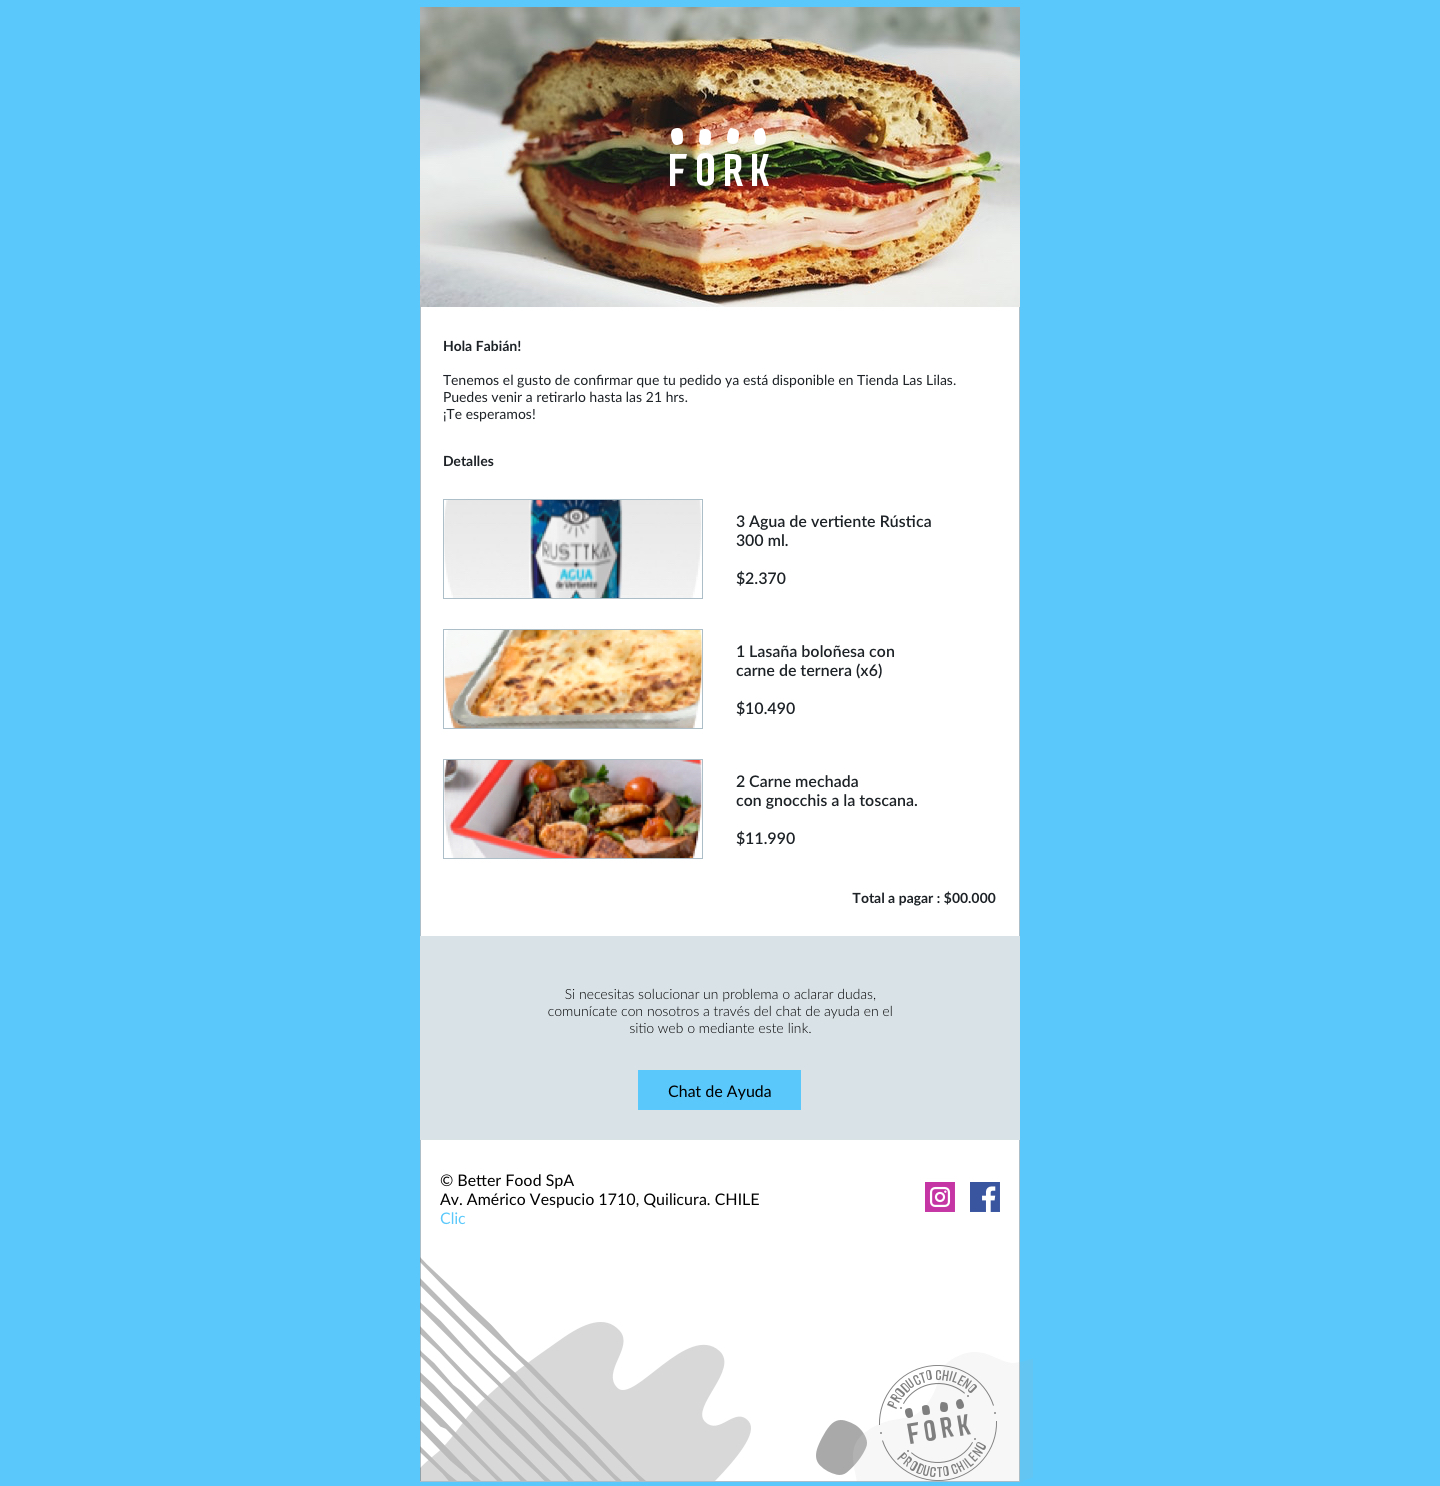 FORK
Hola Fabián!
Tenemos el gusto de confirmar que tu pedido ya está disponible en Tienda Las Lilas.
Puedes venir a retirarlo hasta las 21 hrs.
¡Te esperamos!
Detalles
RUSTIKA
AGUA
de Vertiente
3 Agua de vertiente Rústica
300 ml.
$2.370
1 Lasaña boloñesa con
carne de ternera (x6)
$10.490
2 Carne mechada
con gnocchis a la toscana.
$11.990
Total a pagar : $00.000
Si necesitas solucionar un problema o aclarar dudas,
comunícate con nosotros a través del chat de ayuda en el
sitio web o mediante este link.
Chat de Ayuda
© Better Food SpA
Av. Américo Vespucio 1710, Quilicura. CHILE
Clic
PRODUCTO CHILENO
FORK
PRODUCTO CHILENO